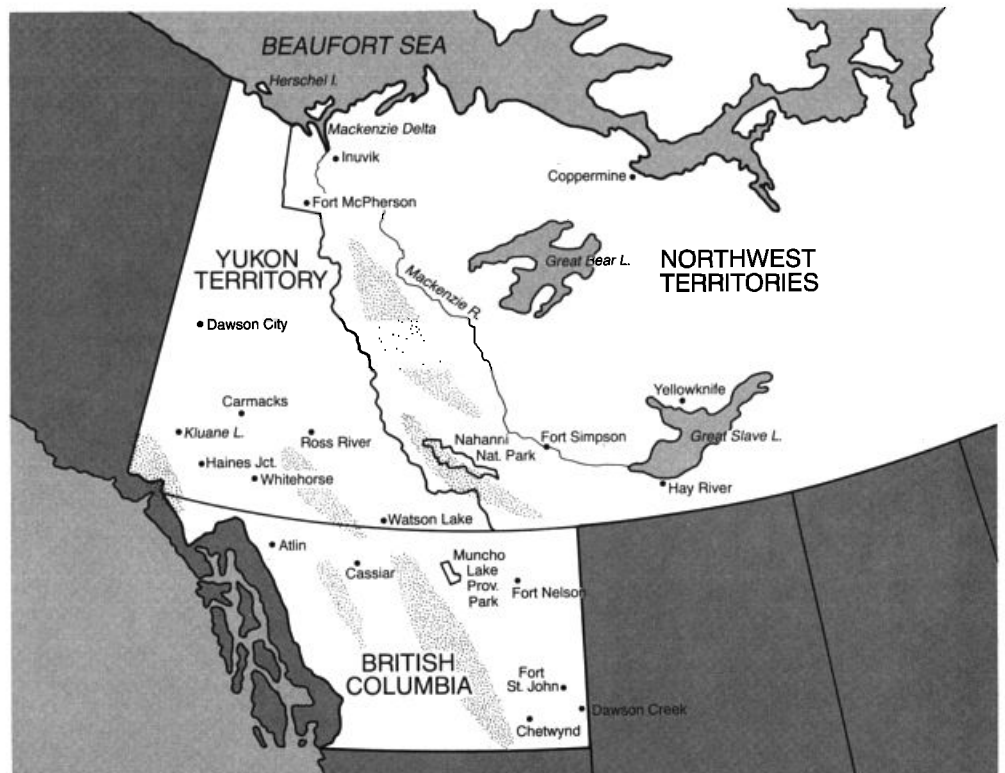 BEAUFORT SEA
Herschel I.
Mackenzie Delta
Inuvik
Coppermine
Fort McPherson
YUKON
TERRITORY
Great Bear L.
NORTHWEST
TERRITORIES
Mackenzie R.
Dawson City
Yellowknife
Carmacks
Kluane L.
Ross River
Nahanni
Nat. Park
Fort Simpson
Great Slave L.
Haines Jct.
Whitehorse
Hay River
Watson Lake
Atlin
Cassiar
Muncho
Lake
Prov.
Park
Fort Nelson
BRITISH
COLUMBIA
Fort
St. John
Dawson Creek
Chetwynd